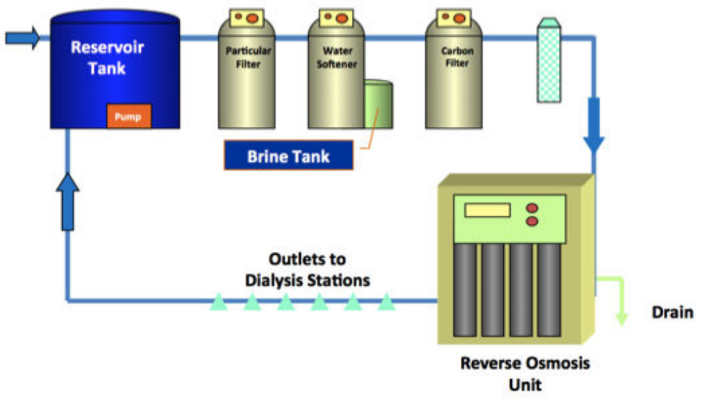 Reservoir
Tank
Pump
Particular
Filter
Water
Softener
Carbon
Filter
Brine Tank
Outlets to
Dialysis Stations
Drain
Reverse Osmosis
Unit